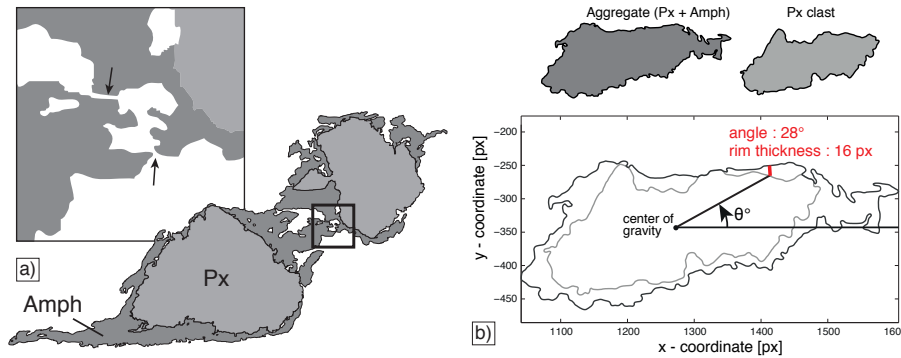 a)
Px
Amph
Aggregate (Px + Amph)
Px clast
angle : 28°
rim thickness : 16 px
-200
-250
-300
-350
-400
-450
y - coordinate [px]
center of
gravity
θ°
1100
1200
1300
1400
1500
1600
x - coordinate [px]
b)